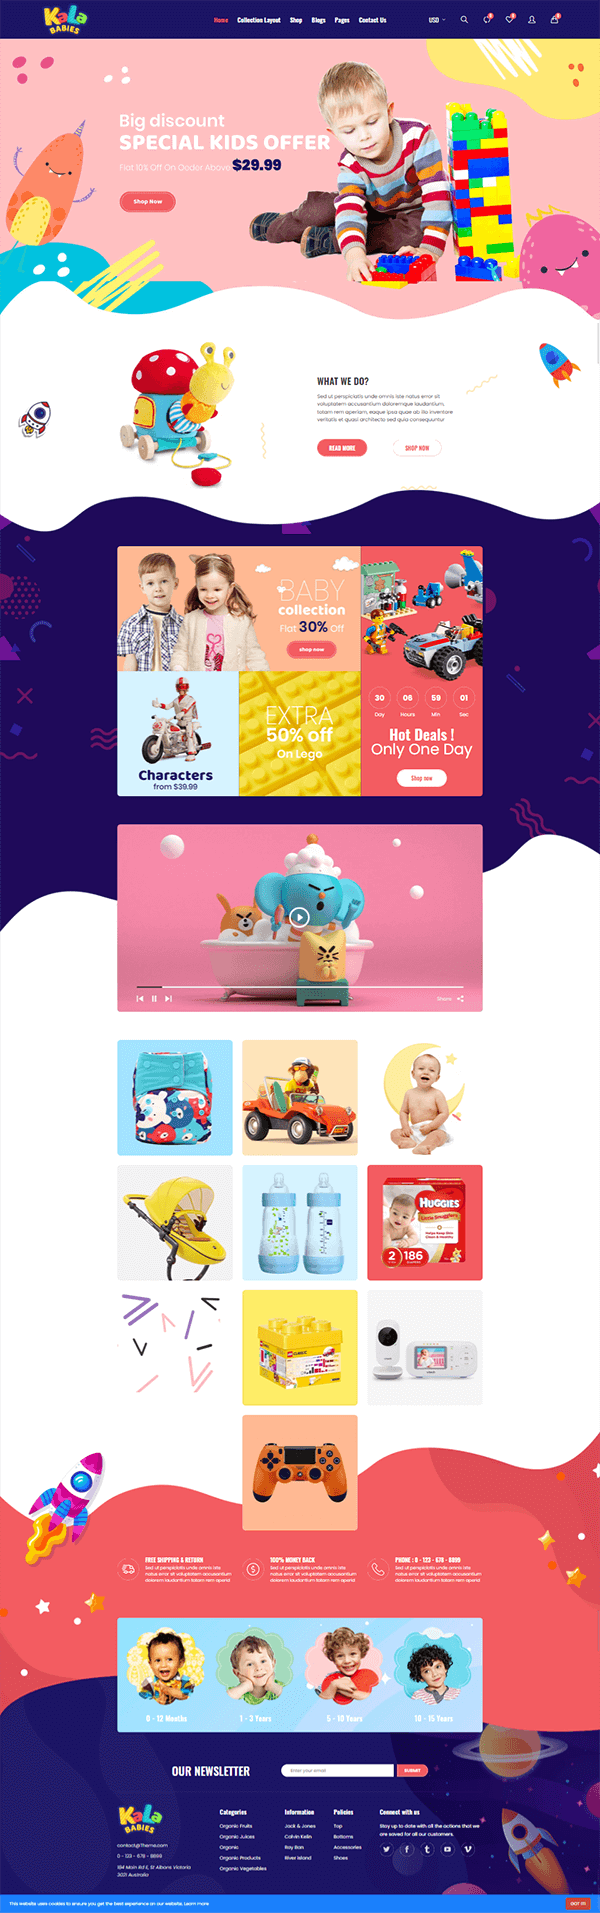 KaLa
BABIES
Home Collection Layout Shop Blogs Pages Contact Us
USD
Big discount
SPECIAL KIDS OFFER
Flat 10% Off On Oeder Above $29.99
Shop Now
WHAT WE DO?
Sed ut perspiciatis unde omnis iste natus error sit
voluptatem accusantium doloremque laudantium,
totam rem aperiam, eaque ipsa quae ab illo inventore
veritatis et quasi architecto sed quia consequuntur
READ MORE
SHOP NOW
BABY
collection
Flat 30% Off
shop now
Characters
from $39.99
EXTRA
50% off
On Lego
30 06 59 01
Day Hours Min Sec
Hot Deals !
Only One Day
Shop now
Share
HUGGIES
Little Snugglers
2 186
CLASSIC
FREE SHIPPING & RETURN
Sed ut perspiciatis unde omnis iste
natus error sit voluptatem accusantium
dolorem laudantium totam rem aperid
100% MONEY BACK
Sed ut perspiciatis unde omnis iste
natus error sit voluptatem accusantium
dolorem laudantium totam rem aperid
PHONE : 0 - 123 - 678 - 8899
Sed ut perspiciatis unde omnis iste
natus error sit voluptatem accusantium
dolorem laudantium totam rem aperid
0 - 12 Months
1 - 3 Years
5 - 10 Years
10 - 15 Years
OUR NEWSLETTER
Enter your email
SUBMIT
KaLa
BABIES
contact@Theme.com
0 - 123 - 678 - 8899
184 Main Rd E, St Albans Victoria
3021 Australia
Categories
Organic Fruits
Organic Juices
Organic
Organic Products
Organic Vegetables
Information
Jack & Jones
Calvin Kelin
Ray Ban
River Island
Policies
Top
Bottoms
Accessories
Shoes
Connect with us
Stay up to date with all the actions that we
are saved for all our customers.
This website uses cookies to ensure you get the best experience on our website. Learn more
GOT IT!